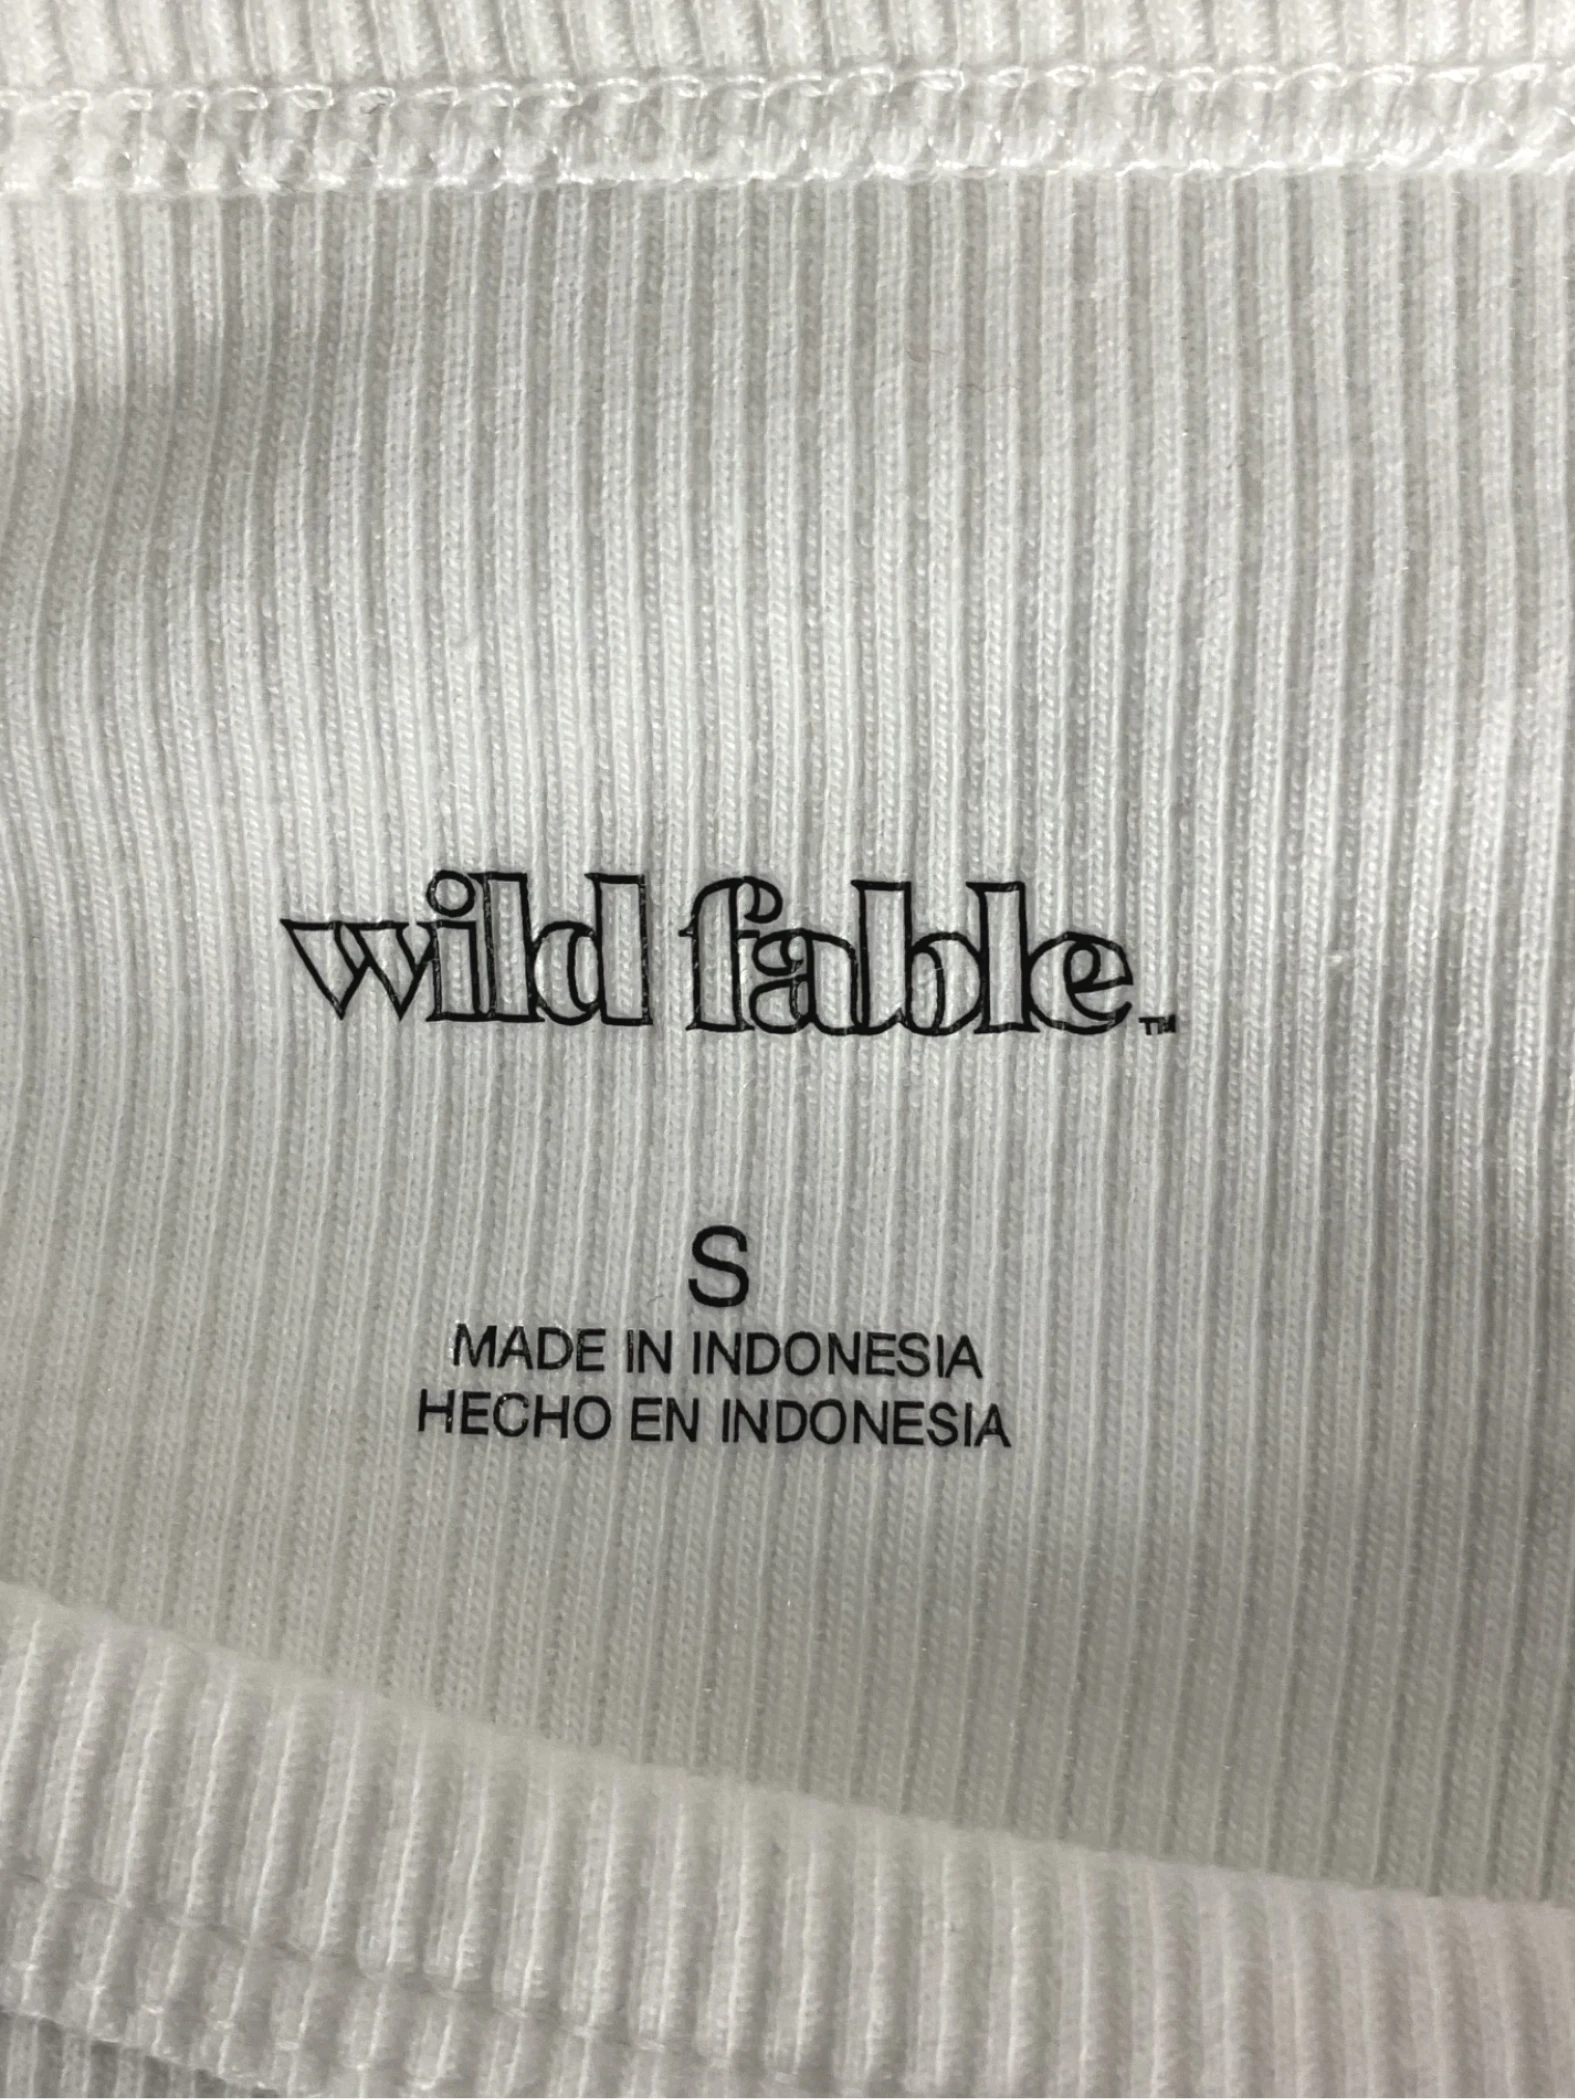 wild fable™
S
MADE IN INDONESIA
HECHO EN INDONESIA